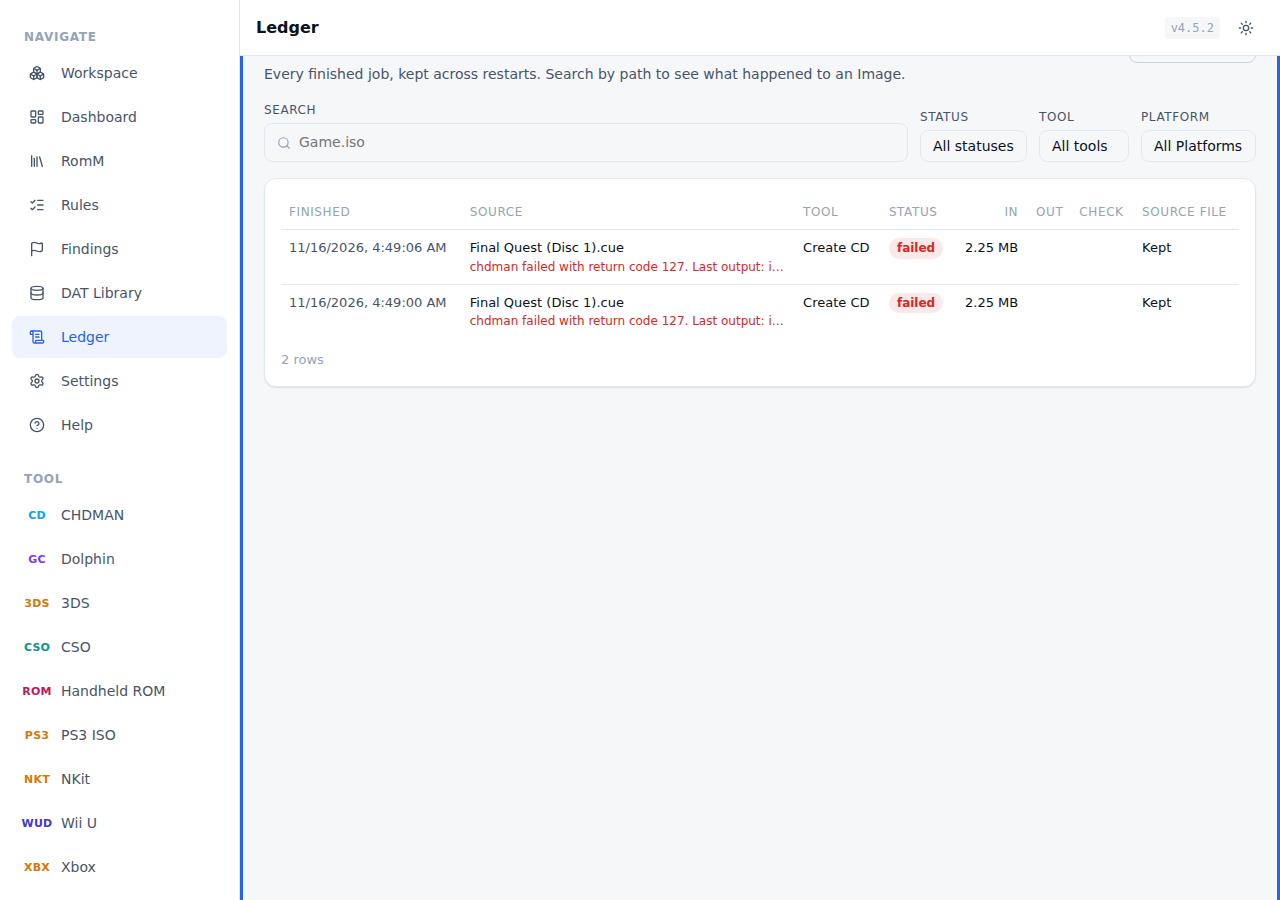 NAVIGATE
Workspace
Dashboard
RomM
Rules
Findings
DAT Library
Ledger
Settings
Help
TOOL
CD CHDMAN
GC Dolphin
3DS 3DS
CSO CSO
ROM Handheld ROM
PS3 PS3 ISO
NKT NKit
WUD Wii U
XBX Xbox
Ledger
v4.5.2
Every finished job, kept across restarts. Search by path to see what happened to an Image.
SEARCH
Game.iso
STATUS
All statuses
TOOL
All tools
PLATFORM
All Platforms
FINISHED SOURCE TOOL STATUS IN OUT CHECK SOURCE FILE
11/16/2026, 4:49:06 AM Final Quest (Disc 1).cue Create CD failed 2.25 MB Kept
chdman failed with return code 127. Last output: i…
11/16/2026, 4:49:00 AM Final Quest (Disc 1).cue Create CD failed 2.25 MB Kept
chdman failed with return code 127. Last output: i…
2 rows